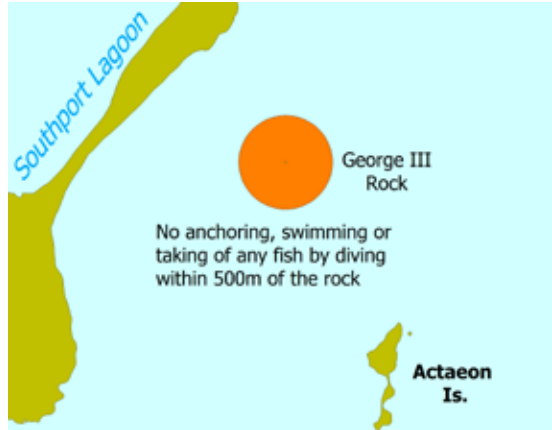 Southport Lagoon
George III
Rock
No anchoring, swimming or
taking of any fish by diving
within 500m of the rock
Actaeon
Is.